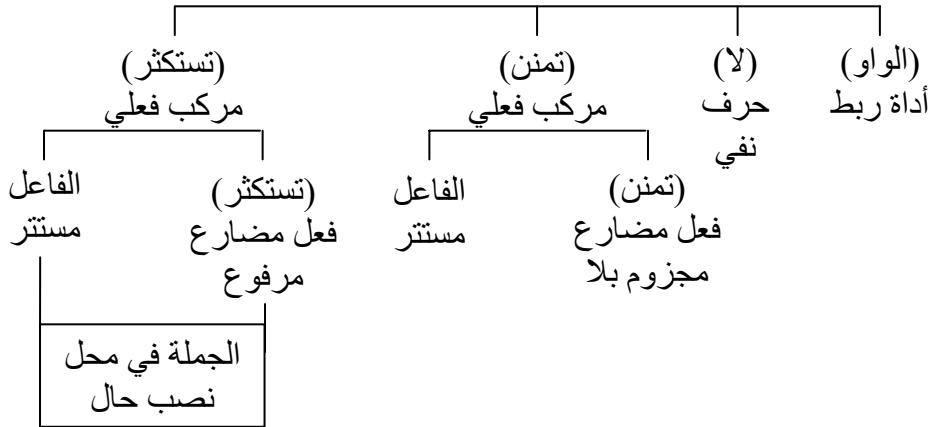 (الواو)
أداة ربط
(لا)
حرف
نفي
(تمنن)
مركب فعلي
(تستكثر)
مركب فعلي
(تمنن)
فعل مضارع
مجزوم بلا
الفاعل
مستتر
(تستكثر)
فعل مضارع
مرفوع
الفاعل
مستتر
الجملة في محل
نصب حال